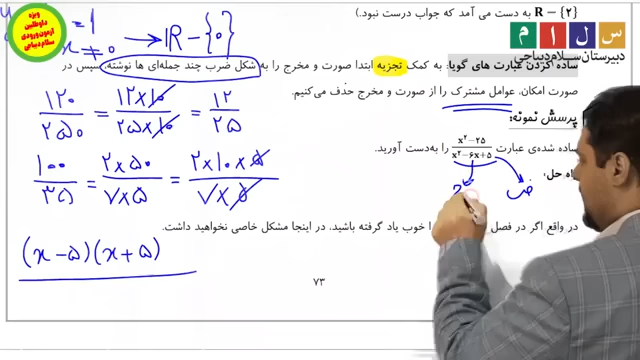 R − {۲} به دست می آمد که جواب درست نبود.)
= 1
x ≠ ۰ → R − {۰}
ویژه
داوطلبین
آزمون ورودی
سلام دیباجی
سلام
دبیرستان سلام دیباجی
ساده کردن عبارت های گویا: به کمک تجزیه ابتدا صورت و مخرج را به شکل ضرب چند جمله‌ای ها نوشته، سپس در
صورت امکان، عوامل مشترک را از صورت و مخرج حذف می‌کنیم.
۱۲۰/۲۵۰ = ۱۲×۱۰/۲۵×۱۰ = ۱۲/۲۵
پرسش نمونه:
ساده شده‌ی عبارت x²−۲۵/x²−۶x+۵ را به‌دست آورید.
۱۰۰/۳۵ = ۲×۵۰/۷×۵ = ۲×۱۰×۵/۷×۵
راه حل:
در واقع اگر در فصل را خوب یاد گرفته باشید، در اینجا مشکل خاصی نخواهید داشت.
(x−۵)(x+۵)
۷۳